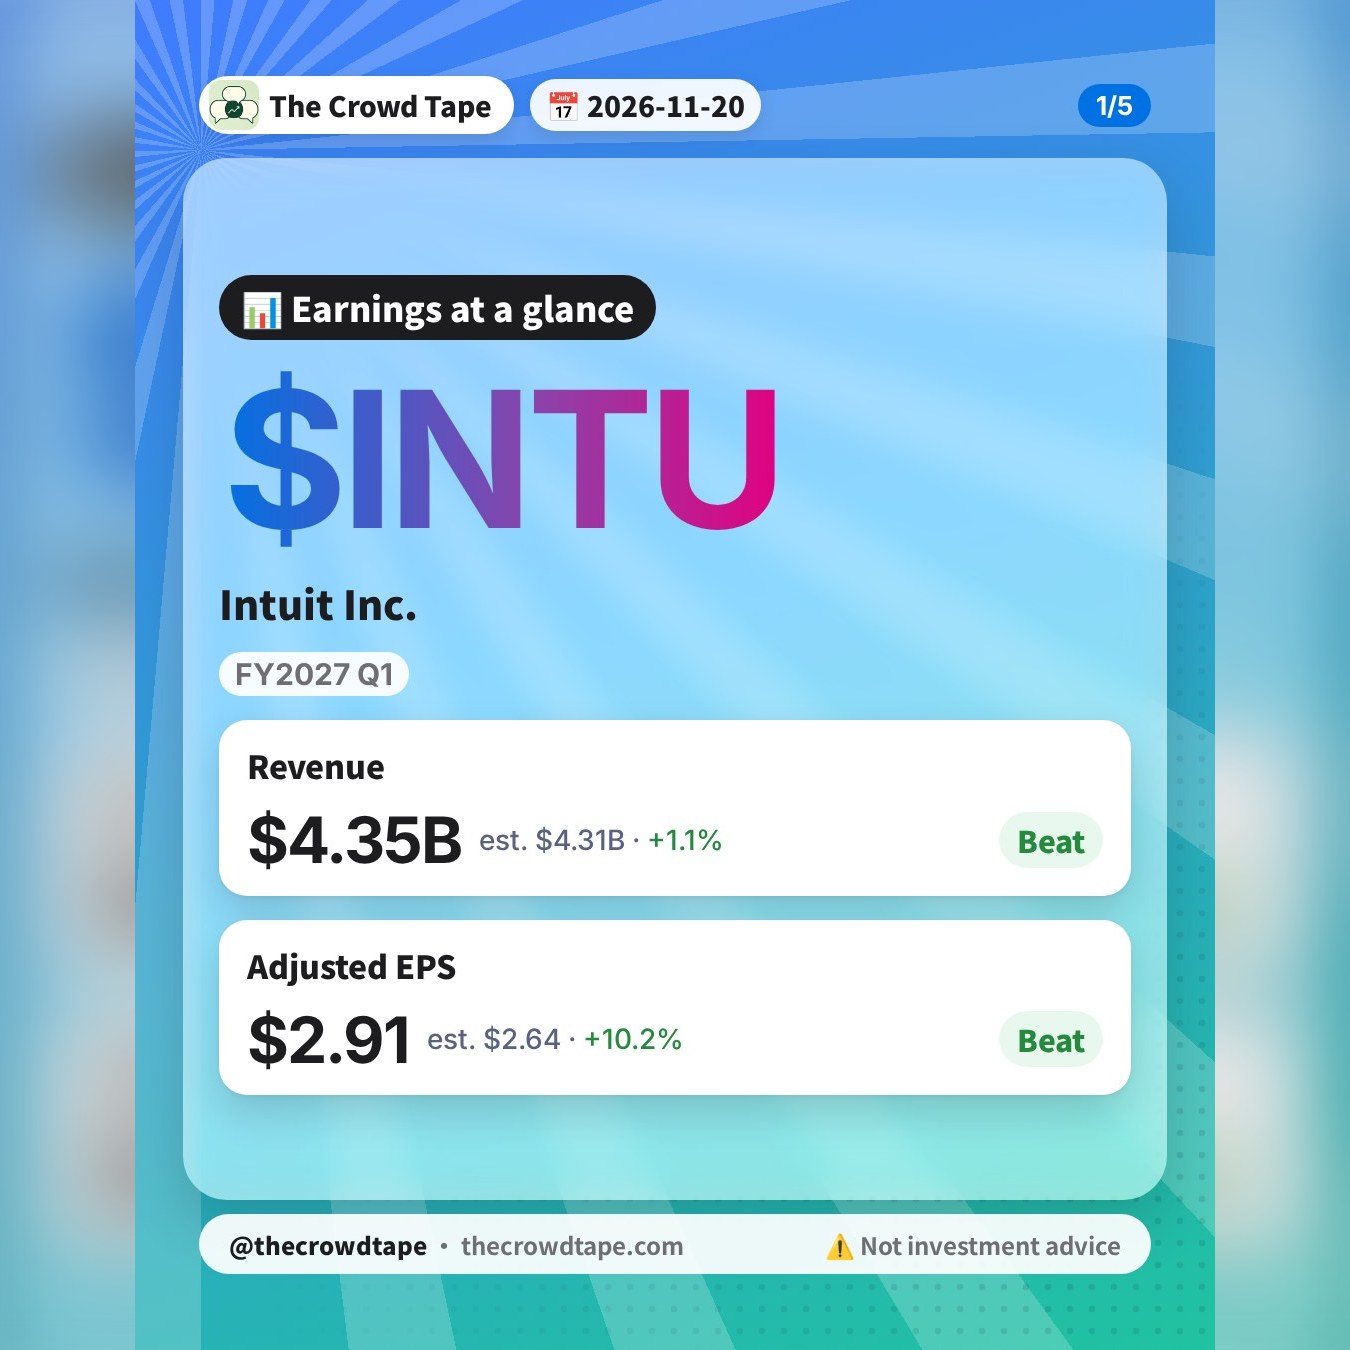 The Crowd Tape
📅 2026-11-20
1/5
📊 Earnings at a glance
$INTU
Intuit Inc.
FY2027 Q1
Revenue
$4.35B est. $4.31B · +1.1%
Beat
Adjusted EPS
$2.91 est. $2.64 · +10.2%
Beat
@thecrowdtape • thecrowdtape.com
⚠️ Not investment advice